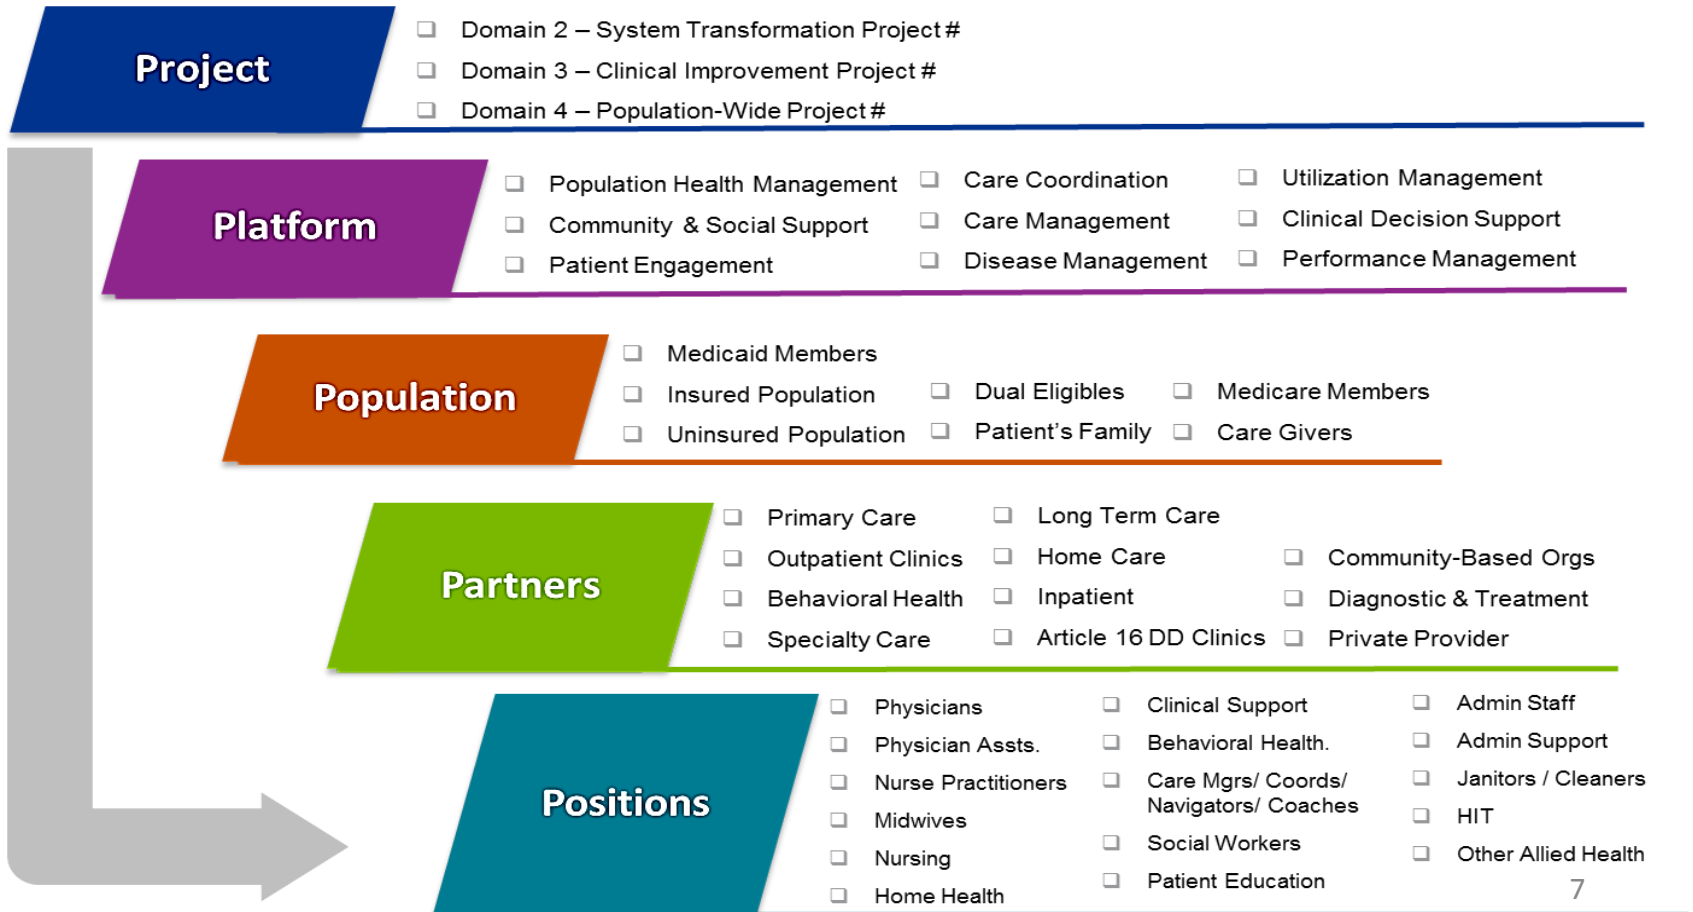 Project
Domain 2 – System Transformation Project #
Domain 3 – Clinical Improvement Project #
Domain 4 – Population-Wide Project #
Platform
Population Health Management
Community & Social Support
Patient Engagement
Care Coordination
Care Management
Disease Management
Utilization Management
Clinical Decision Support
Performance Management
Population
Medicaid Members
Insured Population
Uninsured Population
Dual Eligibles
Patient’s Family
Medicare Members
Care Givers
Partners
Primary Care
Outpatient Clinics
Behavioral Health
Specialty Care
Long Term Care
Home Care
Inpatient
Article 16 DD Clinics
Community-Based Orgs
Diagnostic & Treatment
Private Provider
Positions
Physicians
Physician Assts.
Nurse Practitioners
Midwives
Nursing
Home Health
Clinical Support
Behavioral Health.
Care Mgrs/ Coords/
Navigators/ Coaches
Social Workers
Patient Education
Admin Staff
Admin Support
Janitors / Cleaners
HIT
Other Allied Health
7